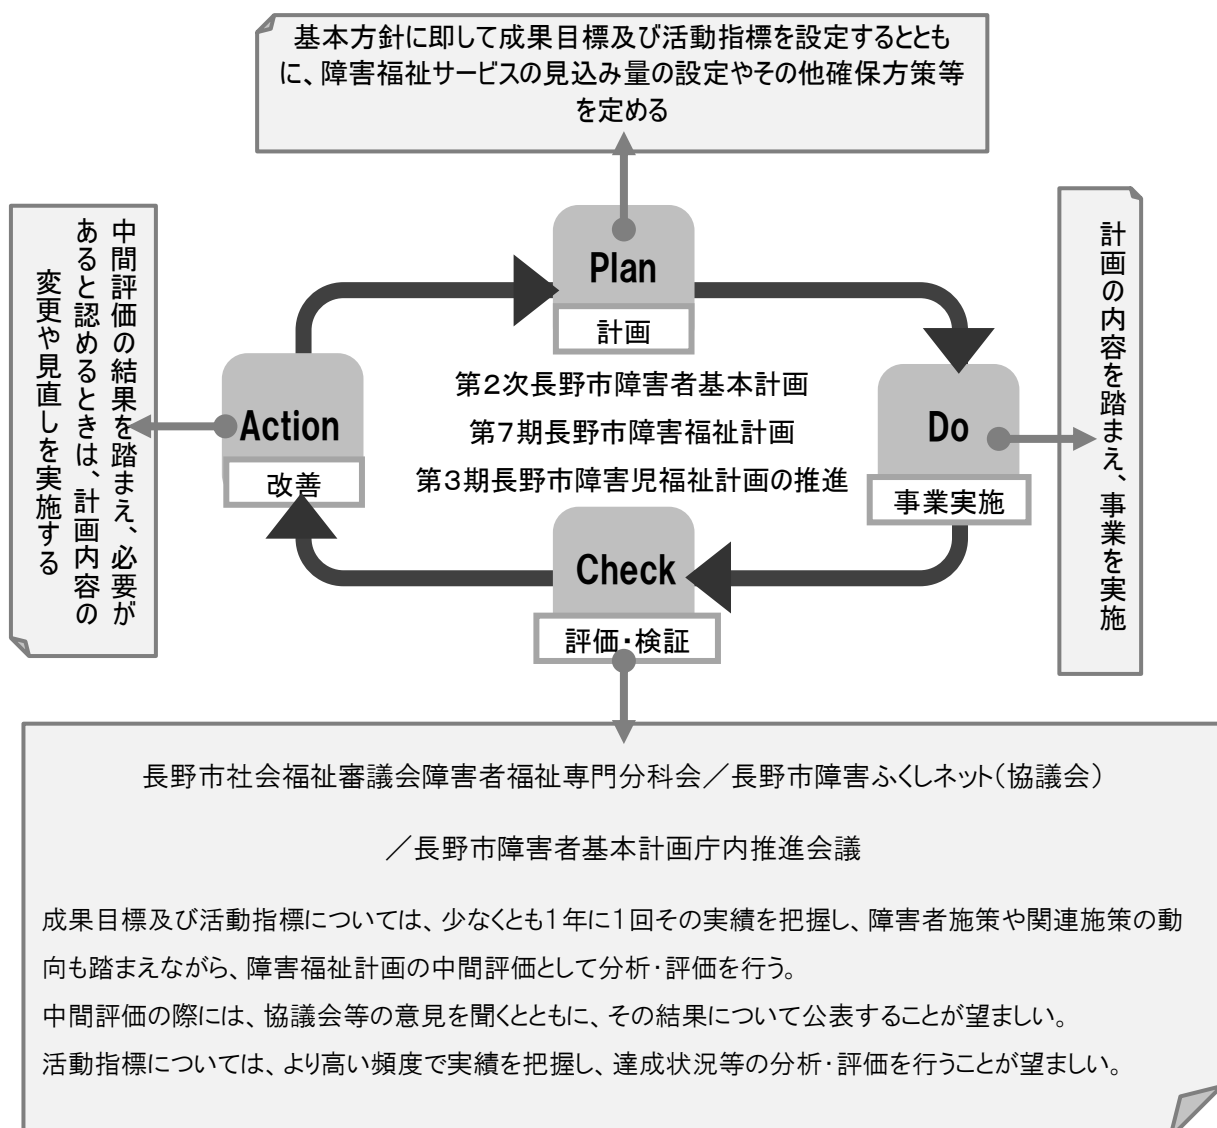 基本方針に即して成果目標及び活動指標を設定するととも
に、障害福祉サービスの見込み量の設定やその他確保方策等
を定める
Plan
計画
計画の内容を踏まえ、事業を実施
中間評価の結果を踏まえ、必要が
あると認めるときは、計画内容の
変更や見直しを実施する
第2次長野市障害者基本計画
第7期長野市障害福祉計画
第3期長野市障害児福祉計画の推進
Action
改善
Do
事業実施
Check
評価・検証
長野市社会福祉審議会障害者福祉専門分科会/長野市障害ふくしネット(協議会)
/長野市障害者基本計画庁内推進会議
成果目標及び活動指標については、少なくとも1年に1回その実績を把握し、障害者施策や関連施策の動
向も踏まえながら、障害福祉計画の中間評価として分析・評価を行う。
中間評価の際には、協議会等の意見を聞くとともに、その結果について公表することが望ましい。
活動指標については、より高い頻度で実績を把握し、達成状況等の分析・評価を行うことが望ましい。